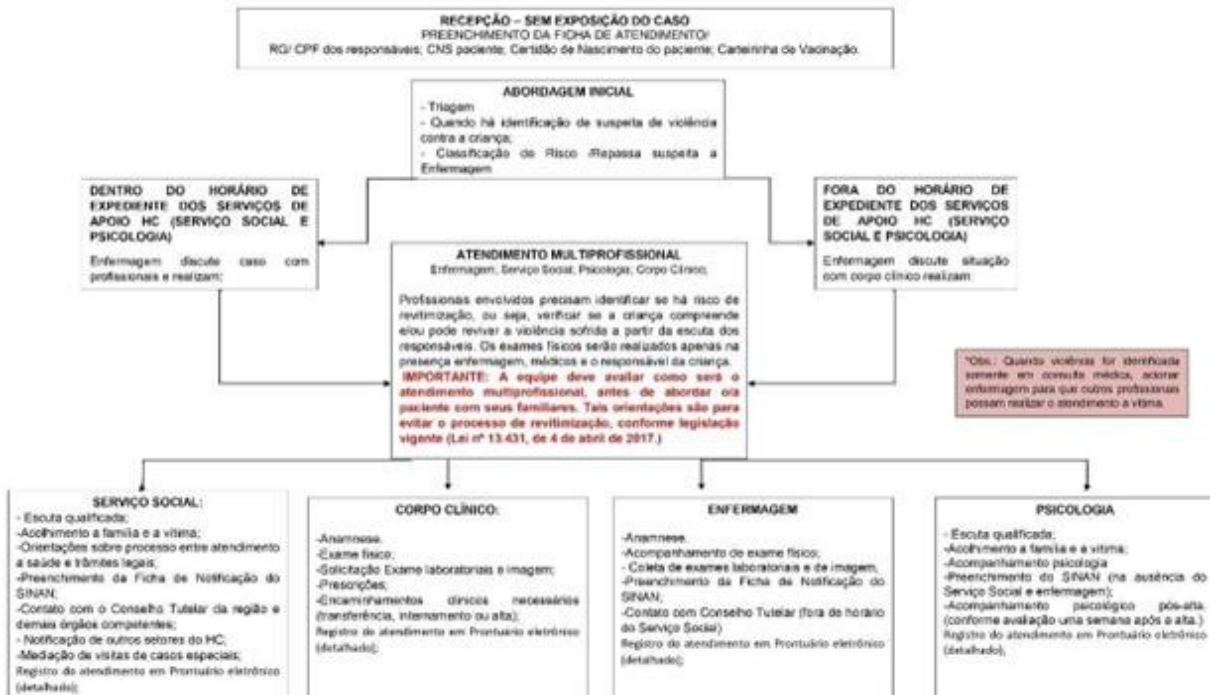 RECEPÇÃO – SEM EXPOSIÇÃO DO CASO
PREENCHIMENTO DA FICHA DE ATENDIMENTO/
RG/ CPF dos responsáveis; CNS paciente; Certidão de Nascimento do paciente; Carteirinha de Vacinação.
ABORDAGEM INICIAL
- Triagem
- Quando há identificação de suspeita de violência
contra a criança;
- Classificação de Risco /Repassa suspeita a
Enfermagem
DENTRO DO HORÁRIO DE
EXPEDIENTE DOS SERVIÇOS DE
APOIO HC (SERVIÇO SOCIAL E
PSICOLOGIA)
Enfermagem discute caso com
profissionais e realizam:
FORA DO HORÁRIO DE
EXPEDIENTE DOS SERVIÇOS
DE APOIO HC (SERVIÇO
SOCIAL E PSICOLOGIA)
Enfermagem discute situação
com corpo clínico realizam:
ATENDIMENTO MULTIPROFISSIONAL
Enfermagem, Serviço Social, Psicologia, Corpo Clínico.
Profissionais envolvidos precisam identificar se há risco de
revitimização, ou seja, verificar se a criança compreende
e/ou pode reviver a violência sofrida a partir da escuta dos
responsáveis. Os exames físicos serão realizados apenas na
presença enfermagem, médicos e o responsável da criança.
IMPORTANTE: A equipe deve avaliar como será o
atendimento multiprofissional, antes de abordar o/a
paciente com seus familiares. Tais orientações são para
evitar o processo de revitimização, conforme legislação
vigente (Lei nº 13.431, de 4 de abril de 2017.)
*Obs.: Quando violência for identificada
somente em consulta médica, acionar
enfermagem para que outros profissionais
possam realizar o atendimento a vítima.
SERVIÇO SOCIAL:
- Escuta qualificada;
-Acolhimento a família e a vítima;
-Orientações sobre processo entre atendimento
a saúde e trâmites legais;
-Preenchimento da Ficha de Notificação do
SINAN;
-Contato com o Conselho Tutelar da região e
demais órgãos competentes;
- Notificação de outros setores do HC;
-Mediação de visitas de casos especiais;
Registro do atendimento em Prontuário eletrônico
(detalhado);
CORPO CLÍNICO:
-Anamnese.
-Exame físico;
-Solicitação Exame laboratoriais e imagem;
-Prescrições;
-Encaminhamentos clínicos necessários
(transferência, internamento ou alta);
Registro do atendimento em Prontuário eletrônico
(detalhado);
ENFERMAGEM
-Anamnese.
-Acompanhamento de exame físico;
- Coleta de exames laboratoriais e de imagem,
-Preenchimento da Ficha de Notificação do
SINAN;
-Contato com Conselho Tutelar (fora do horário
do Serviço Social)
Registro do atendimento em Prontuário eletrônico
(detalhado);
PSICOLOGIA
- Escuta qualificada;
-Acolhimento a família e a vítima;
-Acompanhamento psicologia
-Preenchimento do SINAN (na ausência do
Serviço Social e enfermagem);
-Acompanhamento psicológico pós-alta.
(conforme avaliação uma semana após a alta.)
Registro do atendimento em Prontuário eletrônico
(detalhado);